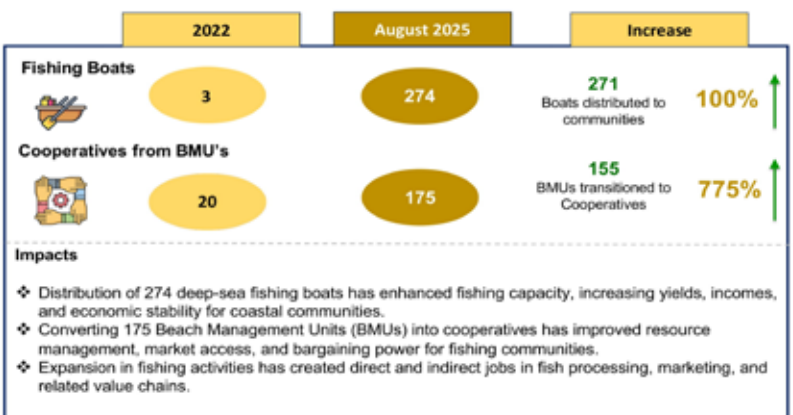 2022 August 2025 Increase
Fishing Boats
3 274 271 100%
Boats distributed to
communities
Cooperatives from BMU's
20 175 155 775%
BMUs transitioned to
Cooperatives
Impacts
❖ Distribution of 274 deep-sea fishing boats has enhanced fishing capacity, increasing yields, incomes,
and economic stability for coastal communities.
❖ Converting 175 Beach Management Units (BMUs) into cooperatives has improved resource
management, market access, and bargaining power for fishing communities.
❖ Expansion in fishing activities has created direct and indirect jobs in fish processing, marketing, and
related value chains.